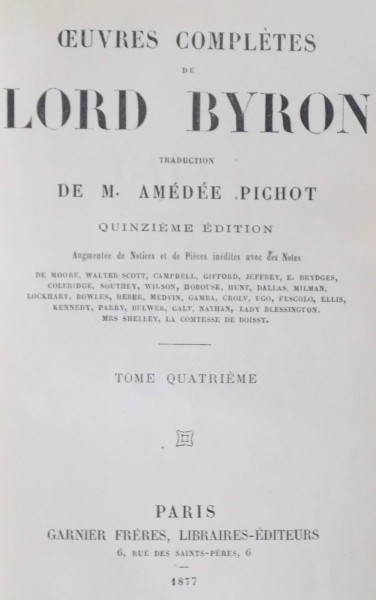 ŒUVRES COMPLÈTES
DE
LORD BYRON
TRADUCTION
DE M. AMÉDÉE PICHOT
QUINZIÈME ÉDITION
Augmentée de Notices et de Pièces inédites avec des Notes
DE MOORE, WALTER SCOTT, CAMPBELL, GIFFORD, JEFFREY, E. BRYDGES,
COLERIDGE, SOUTHEY, WILSON, HOBOUSE, HUNT, DALLAS, MILMAN,
LOCKHART, BOWLES, HEBER, MEDVIN, GAMBA, CROLY, UGO, FUSCOLO, ELLIS,
KENNEDY, PARRY, BULWER, GALT, NATHAN, LADY BLESSINGTON.
MRS SHELLEY, LA COMTESSE DE BOISSY.
TOME QUATRIÈME
PARIS
GARNIER FRÈRES, LIBRAIRES-ÉDITEURS
6, RUE DES SAINTS-PÈRES, 6
1877